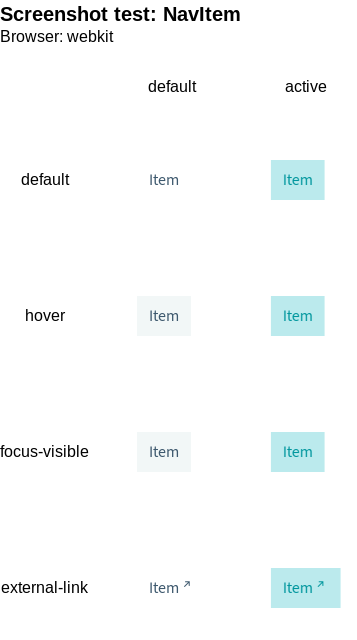 Screenshot test: NavItem
Browser: webkit
default active
default Item Item
hover Item Item
focus-visible Item Item
external-link Item ↗ Item ↗